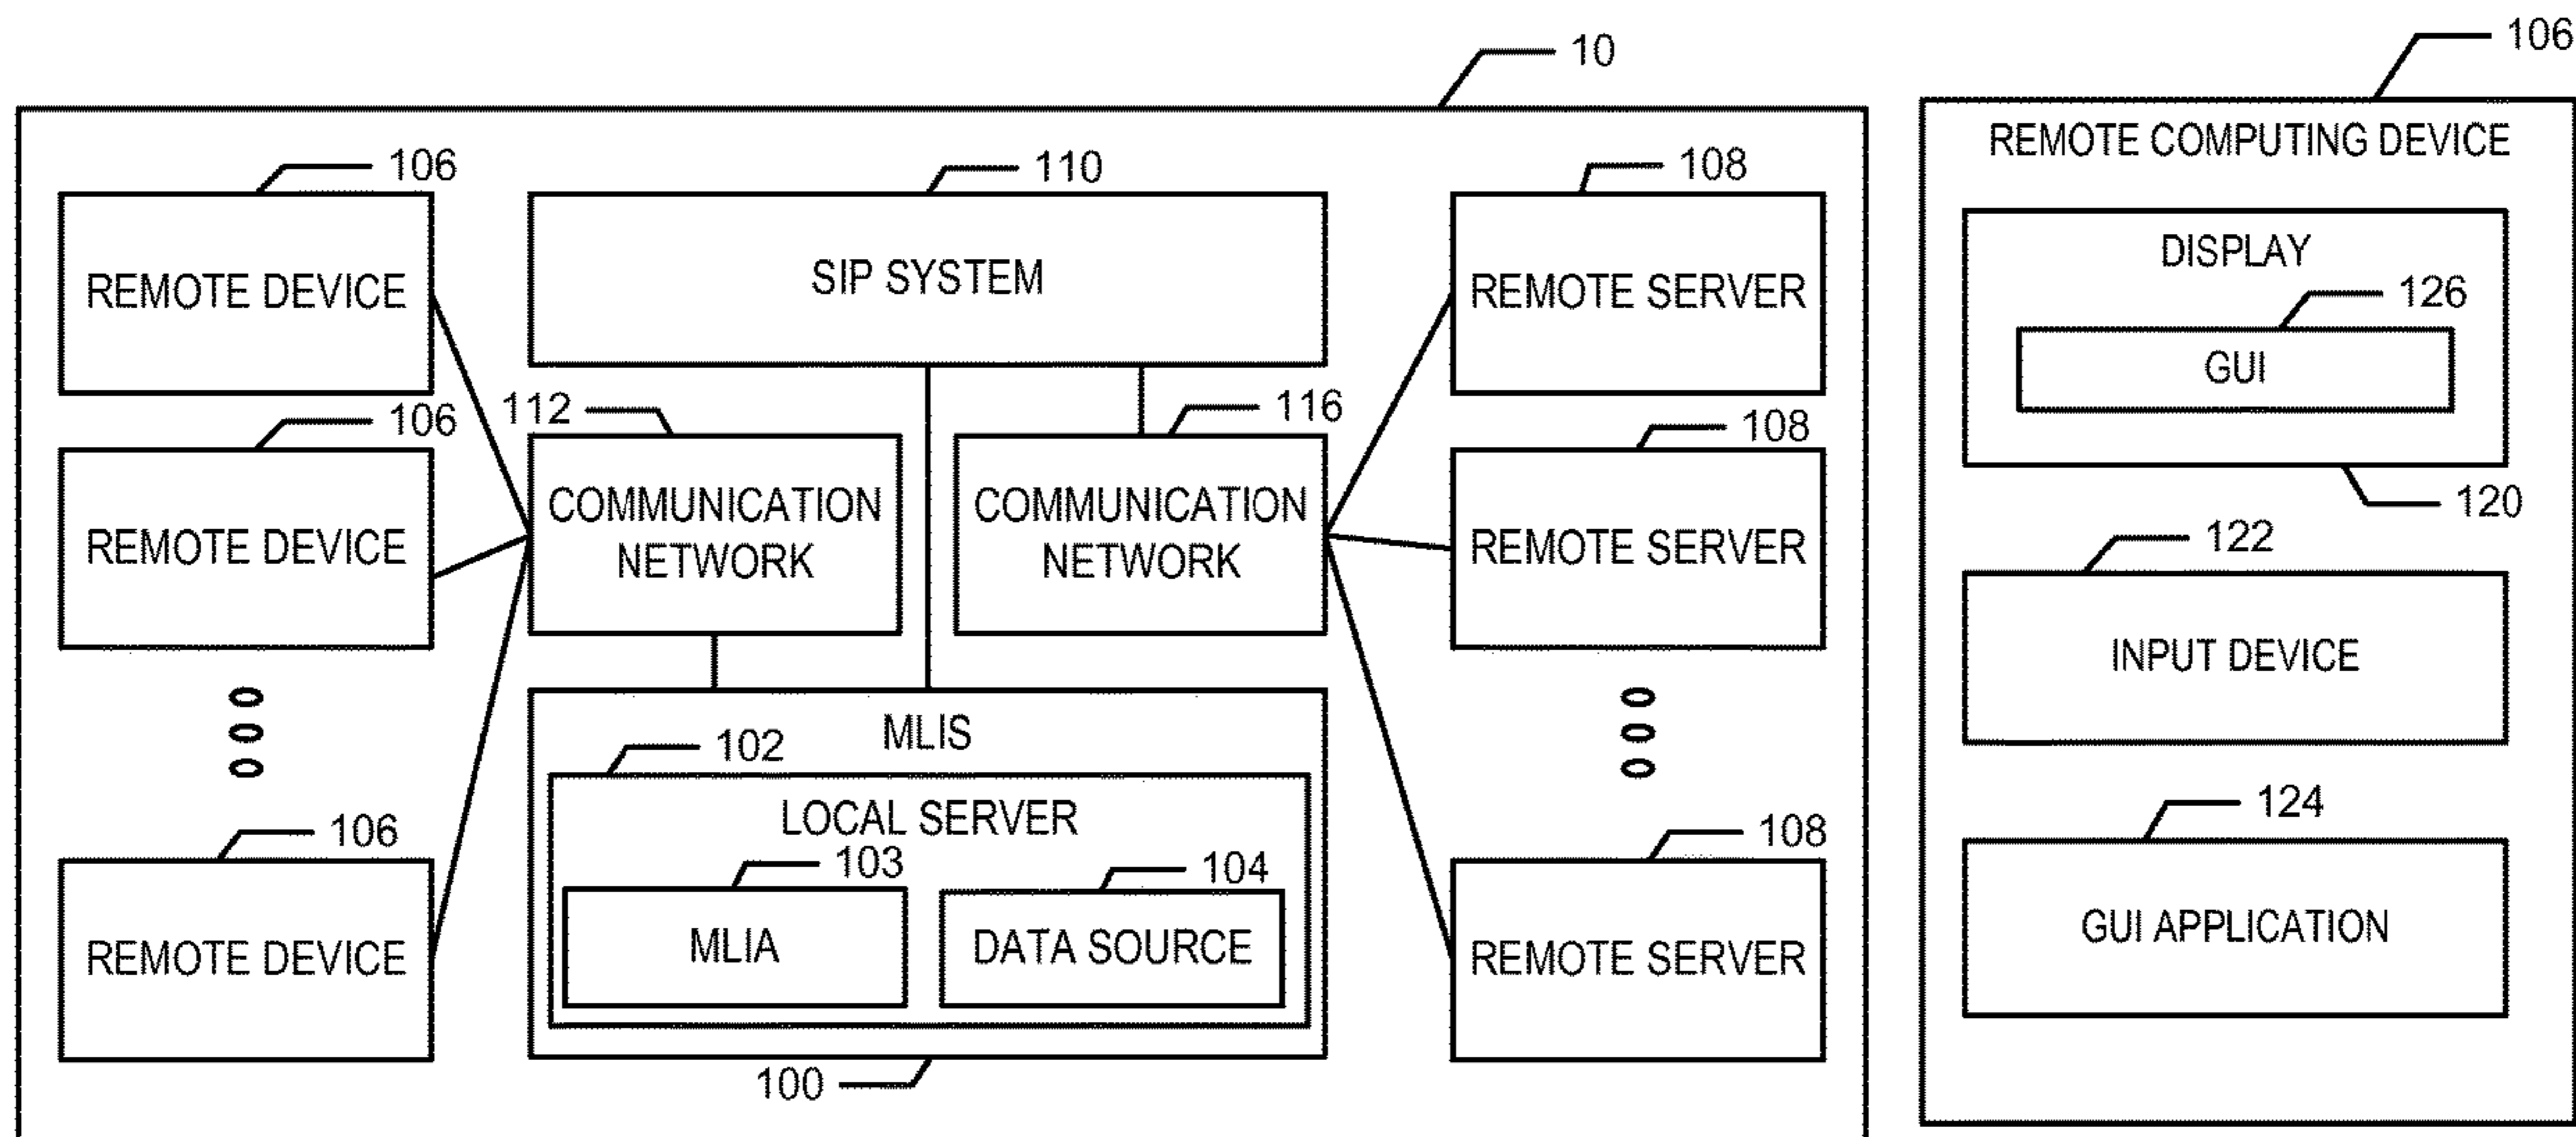 10
106
REMOTE DEVICE
110
SIP SYSTEM
108
REMOTE SERVER
106
REMOTE DEVICE
112
COMMUNICATION
NETWORK
116
COMMUNICATION
NETWORK
108
REMOTE SERVER
MLIS
102
LOCAL SERVER
103
MLIA
104
DATA SOURCE
100
106
REMOTE DEVICE
108
REMOTE SERVER
106
REMOTE COMPUTING DEVICE
DISPLAY
126
GUI
120
122
INPUT DEVICE
124
GUI APPLICATION